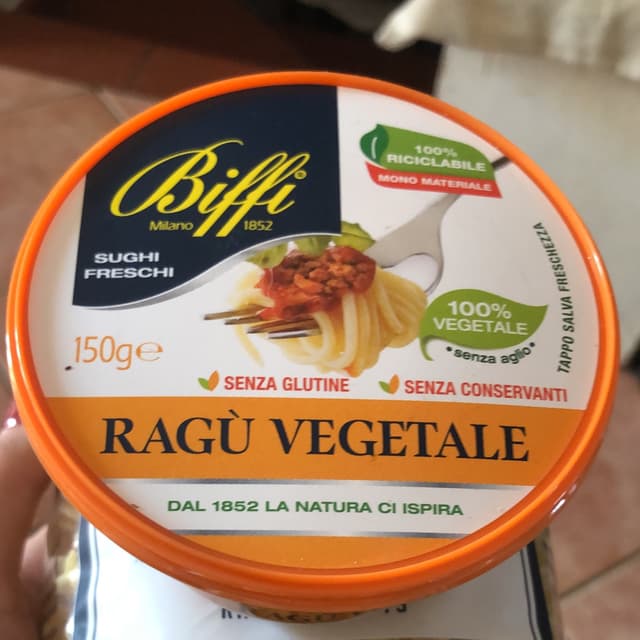 Biffi®
Milano 1852
SUGHI
FRESCHI
100%
RICICLABILE
MONO MATERIALE
TAPPO SALVA FRESCHEZZA
150g℮
100%
VEGETALE
•senza aglio•
SENZA GLUTINE
SENZA CONSERVANTI
RAGÙ VEGETALE
DAL 1852 LA NATURA CI ISPIRA